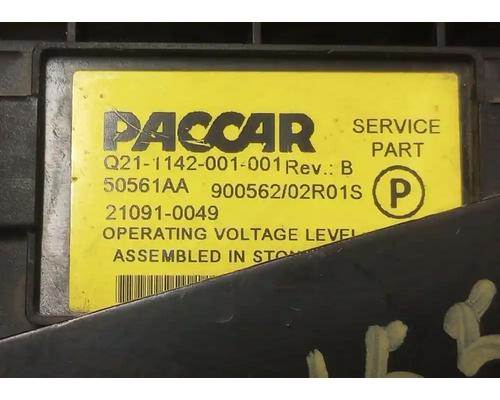 PACCAR
SERVICE PART
Q21-1142-001-001 Rev.: B
50561AA 900562/02R01S
P
21091-0049
OPERATING VOLTAGE LEVEL
ASSEMBLED IN